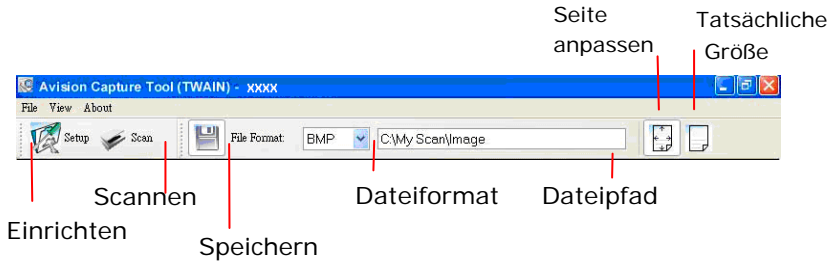 Seite
anpassen
Tatsächliche
Größe
Avision Capture Tool (TWAIN) - xxxx
File View About
Setup Scan File Format: BMP C:\My Scan\Image
Scannen
Dateiformat
Dateipfad
Einrichten
Speichern